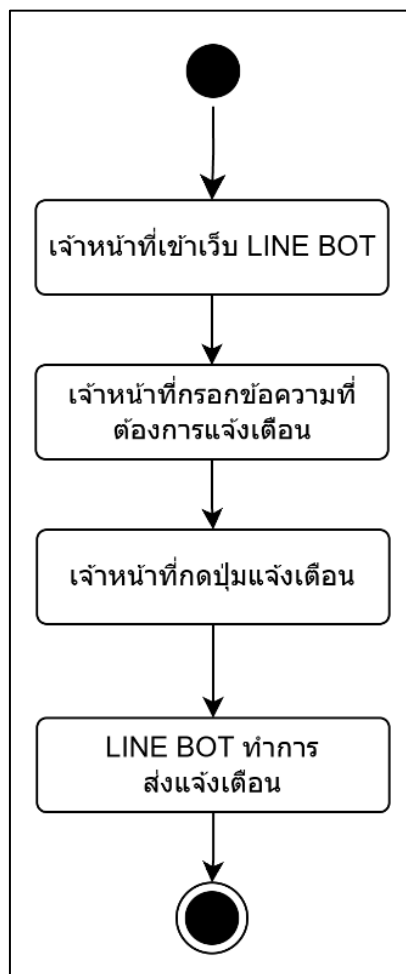 เจ้าหน้าที่เข้าเว็บ LINE BOT
เจ้าหน้าที่กรอกข้อความที่
ต้องการแจ้งเตือน
เจ้าหน้าที่กดปุ่มแจ้งเตือน
LINE BOT ทำการ
ส่งแจ้งเตือน